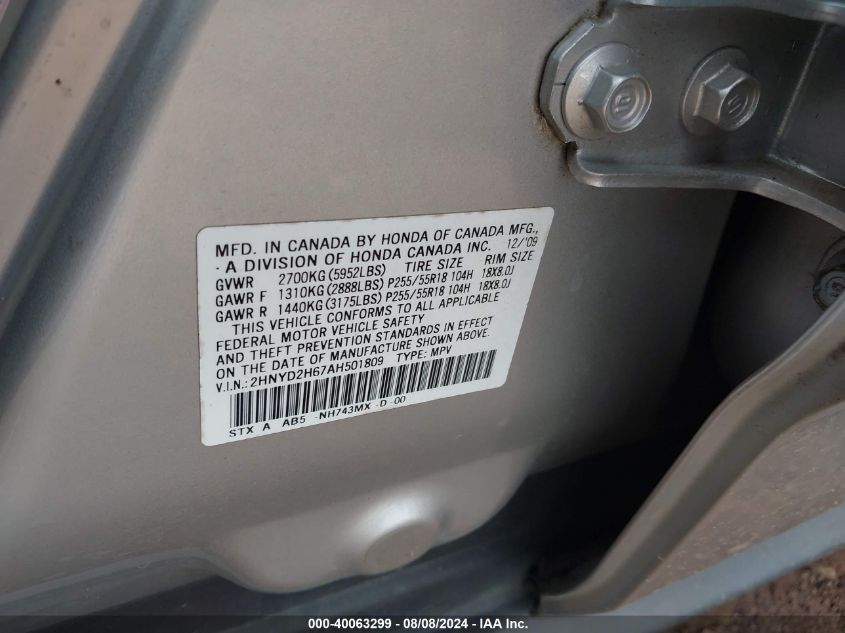 MFD. IN CANADA BY HONDA OF CANADA MFG.,
- A DIVISION OF HONDA CANADA INC. 12/'09
GVWR 2700KG(5952LBS) TIRE SIZE RIM SIZE
GAWR F 1310KG(2888LBS) P255/55R18 104H 18X8.0J
GAWR R 1440KG(3175LBS) P255/55R18 104H 18X8.0J
THIS VEHICLE CONFORMS TO ALL APPLICABLE
FEDERAL MOTOR VEHICLE SAFETY
AND THEFT PREVENTION STANDARDS IN EFFECT
ON THE DATE OF MANUFACTURE SHOWN ABOVE.
V.I.N.: 2HNYD2H67AH501809 TYPE: MPV
STX A AB5 -NH743MX -D -00
000-40063299 - 08/08/2024 - IAA Inc.